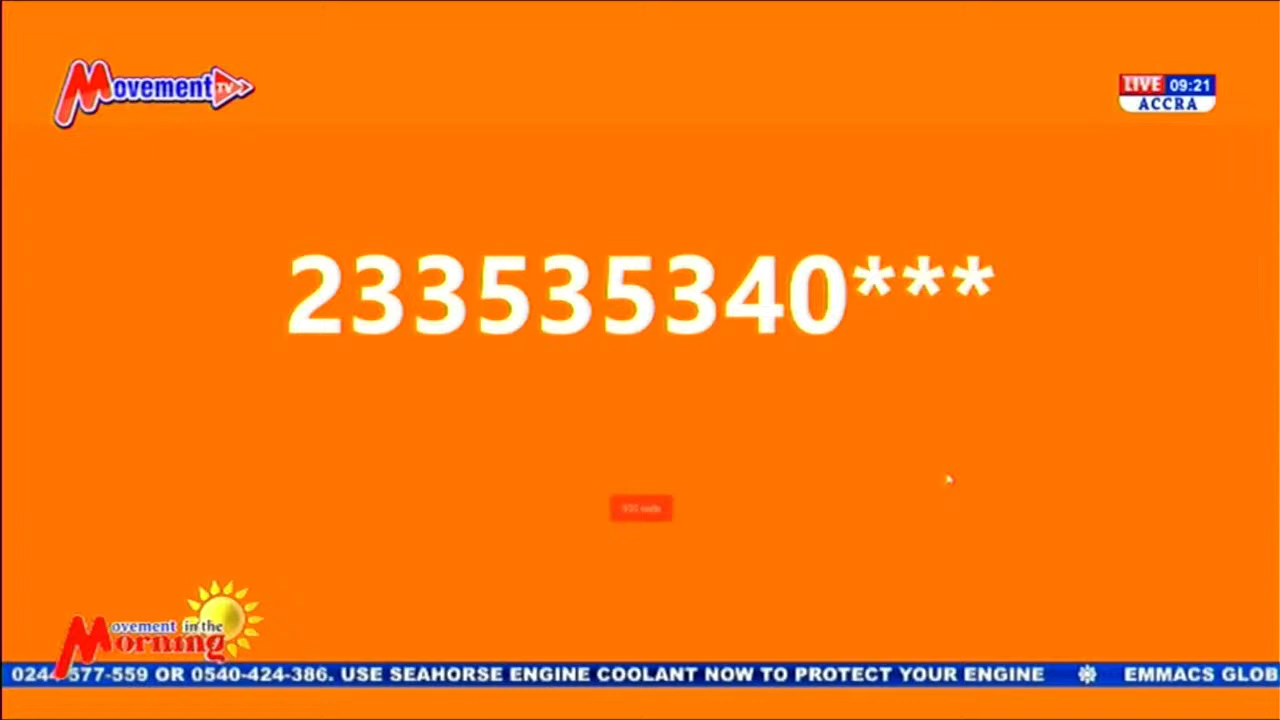 Movement TV
LIVE 09:21
ACCRA
233535340***
Movement in the
Morning
0244-577-559 OR 0540-424-386. USE SEAHORSE ENGINE COOLANT NOW TO PROTECT YOUR ENGINE ❋ EMMACS GLOB